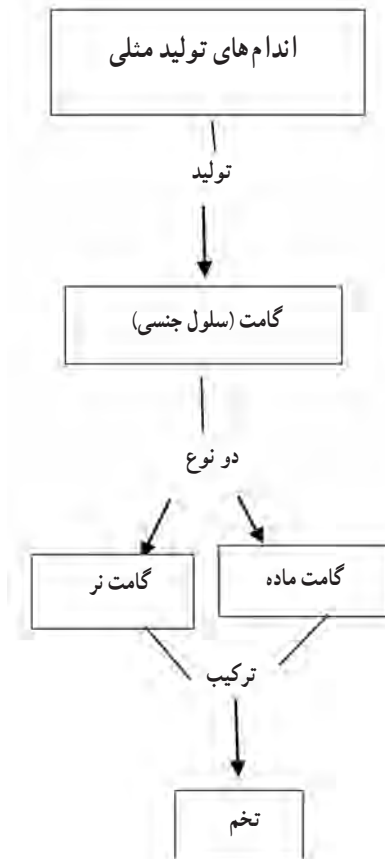 اندام‌های تولید مثلی
تولید
گامت (سلول جنسی)
دو نوع
گامت ماده
گامت نر
ترکیب
تخم